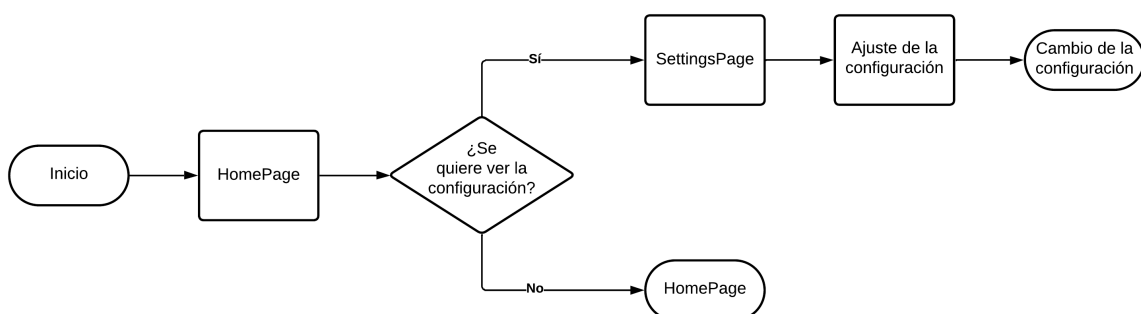 Inicio
HomePage
¿Se
quiere ver la
configuración?
Sí
SettingsPage
Ajuste de la
configuración
Cambio de la
configuración
No
HomePage